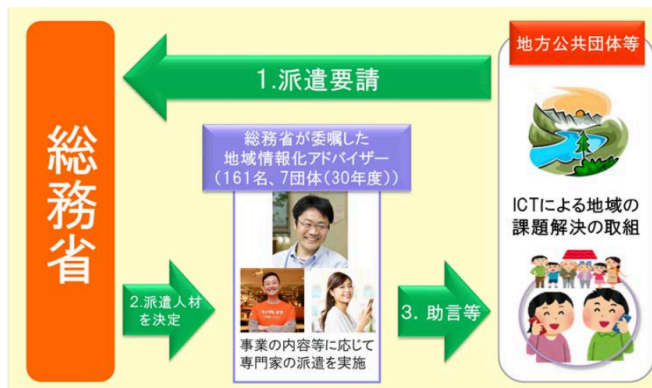 総務省
1.派遣要請
地方公共団体等
総務省が委嘱した
地域情報化アドバイザー
(161名、7団体(30年度))
ICTによる地域の
課題解決の取組
2.派遣人材
を決定
3. 助言等
事業の内容等に応じて
専門家の派遣を実施